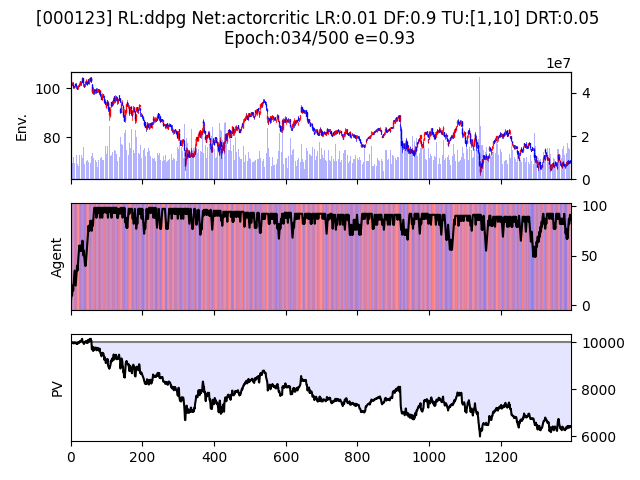 [000123] RL:ddpg Net:actorcritic LR:0.01 DF:0.9 TU:[1,10] DRT:0.05
Epoch:034/500 e=0.93
1e7
Env.
100
80
4
2
0
Agent
100
50
0
PV
10000
8000
6000
0 200 400 600 800 1000 1200